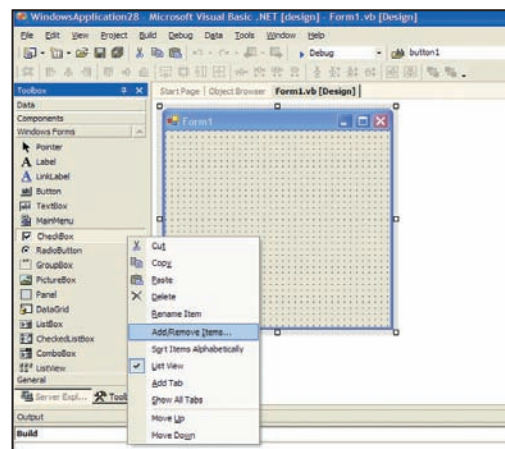 WindowsApplication28 - Microsoft Visual Basic .NET [design] - Form1.vb [Design]
File Edit View Project Build Debug Data Tools Window Help
Debug button1
Toolbox
Start Page Object Browser Form1.vb [Design]
Data
Components
Windows Forms
Form1
Pointer
Label
LinkLabel
Button
TextBox
MainMenu
CheckBox
RadioButton
GroupBox
PictureBox
Panel
DataGrid
ListBox
CheckedListBox
ComboBox
ListView
General
Cut
Copy
Paste
Delete
Rename Item
Add/Remove Items...
Sort Items Alphabetically
List View
Add Tab
Show All Tabs
Move Up
Move Down
Server Expl... Tool
Output
Build